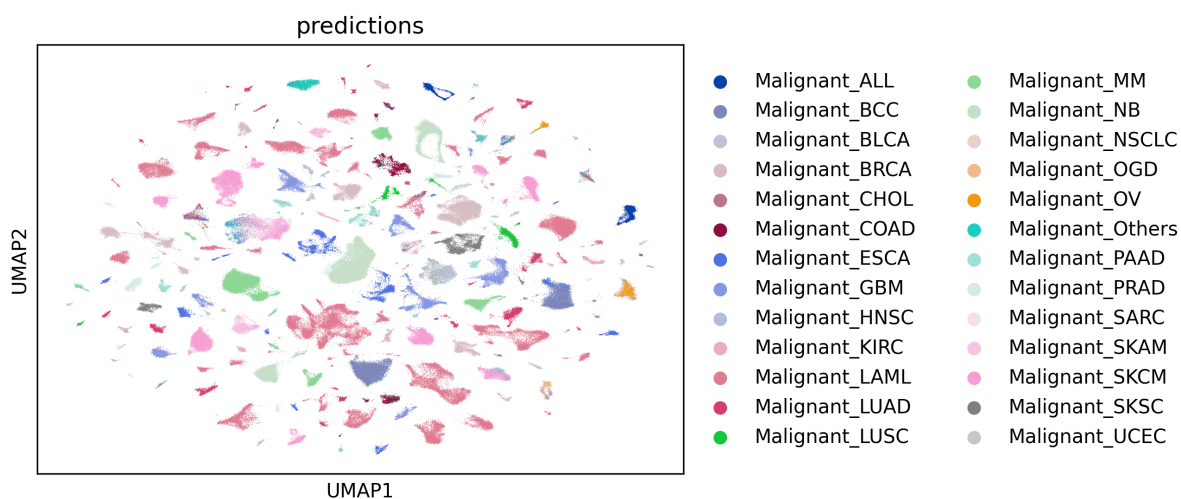 predictions
UMAP2
UMAP1
Malignant_ALL
Malignant_BCC
Malignant_BLCA
Malignant_BRCA
Malignant_CHOL
Malignant_COAD
Malignant_ESCA
Malignant_GBM
Malignant_HNSC
Malignant_KIRC
Malignant_LAML
Malignant_LUAD
Malignant_LUSC
Malignant_MM
Malignant_NB
Malignant_NSCLC
Malignant_OGD
Malignant_OV
Malignant_Others
Malignant_PAAD
Malignant_PRAD
Malignant_SARC
Malignant_SKAM
Malignant_SKCM
Malignant_SKSC
Malignant_UCEC